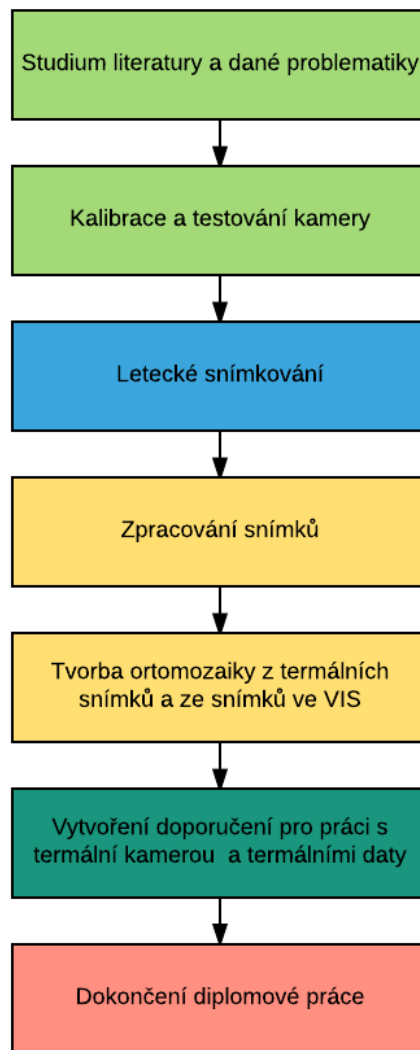 Studium literatury a dané problematiky
Kalibrace a testování kamery
Letecké snímkování
Zpracování snímků
Tvorba ortomozaiky z termálních
snímků a ze snímků ve VIS
Vytvoření doporučení pro práci s
termální kamerou a termálními daty
Dokončení diplomové práce